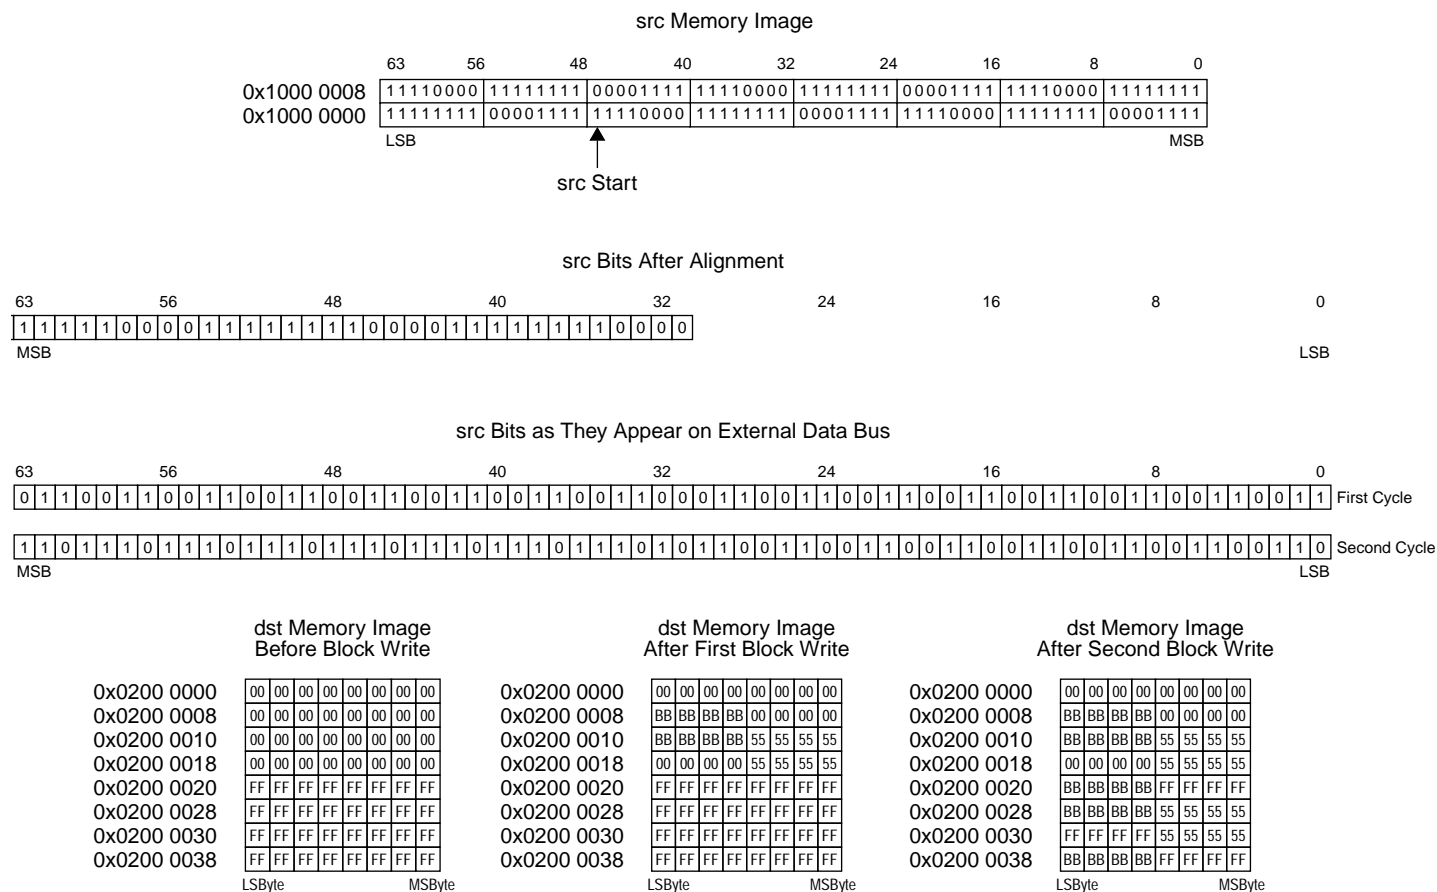 src Memory Image
63 56 48 40 32 24 16 8 0
0x1000 0008 11110000 11111111 00001111 11110000 11111111 00001111 11110000 11111111
0x1000 0000 11111111 00001111 11110000 11111111 00001111 11110000 11111111 00001111
LSB MSB
src Start
src Bits After Alignment
63 56 48 40 32 24 16 8 0
1 1 1 1 1 0 0 0 0 1 1 1 1 1 1 1 1 0 0 0 0 1 1 1 1 1 1 1 1 0 0 0 0
MSB LSB
src Bits as They Appear on External Data Bus
63 56 48 40 32 24 16 8 0
0 1 1 0 0 1 1 0 0 1 1 0 0 1 1 0 0 1 1 0 0 1 1 0 0 1 1 0 0 1 1 0 0 0 1 1 0 0 1 1 0 0 1 1 0 0 1 1 0 0 1 1 0 0 1 1 0 0 1 1 0 0 1 1 First Cycle
1 1 0 1 1 1 0 1 1 1 0 1 1 1 0 1 1 1 0 1 1 1 0 1 1 1 0 1 1 1 0 1 0 1 1 0 0 1 1 0 0 1 1 0 0 1 1 0 0 1 1 0 0 1 1 0 0 1 1 0 0 1 1 0 Second Cycle
MSB LSB
dst Memory Image
Before Block Write
0x0200 0000 00 00 00 00 00 00 00 00
0x0200 0008 00 00 00 00 00 00 00 00
0x0200 0010 00 00 00 00 00 00 00 00
0x0200 0018 00 00 00 00 00 00 00 00
0x0200 0020 FF FF FF FF FF FF FF FF
0x0200 0028 FF FF FF FF FF FF FF FF
0x0200 0030 FF FF FF FF FF FF FF FF
0x0200 0038 FF FF FF FF FF FF FF FF
LSByte MSByte
dst Memory Image
After First Block Write
0x0200 0000 00 00 00 00 00 00 00 00
0x0200 0008 BB BB BB BB 00 00 00 00
0x0200 0010 BB BB BB BB 55 55 55 55
0x0200 0018 00 00 00 00 55 55 55 55
0x0200 0020 FF FF FF FF FF FF FF FF
0x0200 0028 FF FF FF FF FF FF FF FF
0x0200 0030 FF FF FF FF FF FF FF FF
0x0200 0038 FF FF FF FF FF FF FF FF
LSByte MSByte
dst Memory Image
After Second Block Write
0x0200 0000 00 00 00 00 00 00 00 00
0x0200 0008 BB BB BB BB 00 00 00 00
0x0200 0010 BB BB BB BB 55 55 55 55
0x0200 0018 00 00 00 00 55 55 55 55
0x0200 0020 BB BB BB BB FF FF FF FF
0x0200 0028 BB BB BB BB 55 55 55 55
0x0200 0030 FF FF FF FF 55 55 55 55
0x0200 0038 BB BB BB BB FF FF FF FF
LSByte MSByte